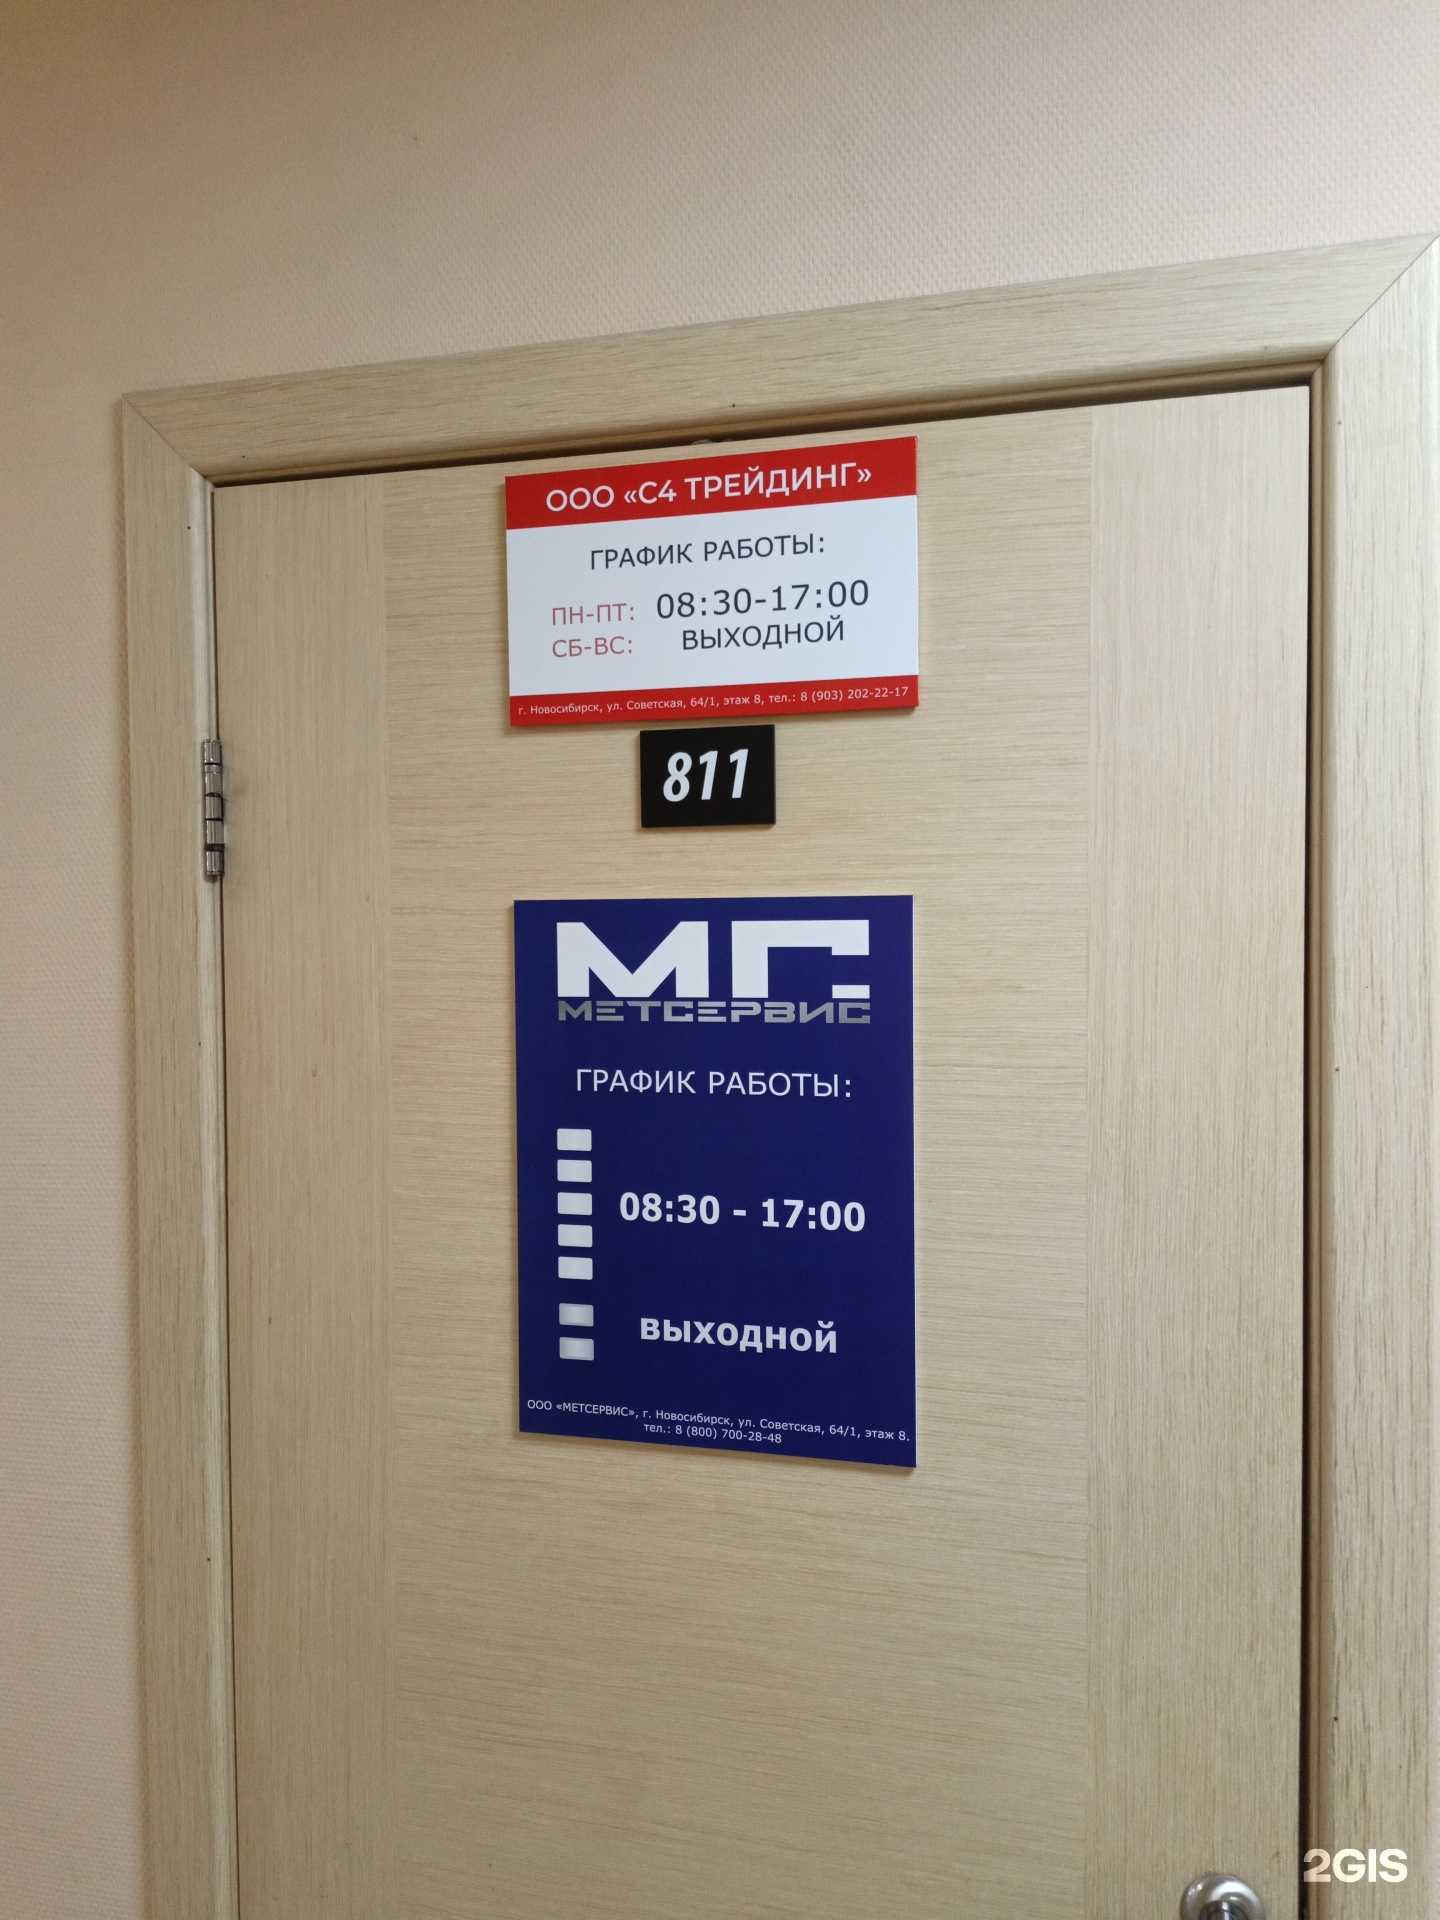 ООО «С4 ТРЕЙДИНГ»
ГРАФИК РАБОТЫ:
ПН-ПТ: 08:30-17:00
СБ-ВС: ВЫХОДНОЙ
г. Новосибирск, ул. Советская, 64/1, этаж 8, тел.: 8 (903) 202-22-17
811
МС
МЕТСЕРВИС
ГРАФИК РАБОТЫ:
08:30 - 17:00
выходной
ООО «МЕТСЕРВИС», г. Новосибирск, ул. Советская, 64/1, этаж 8.
тел.: 8 (800) 700-28-48
2GIS